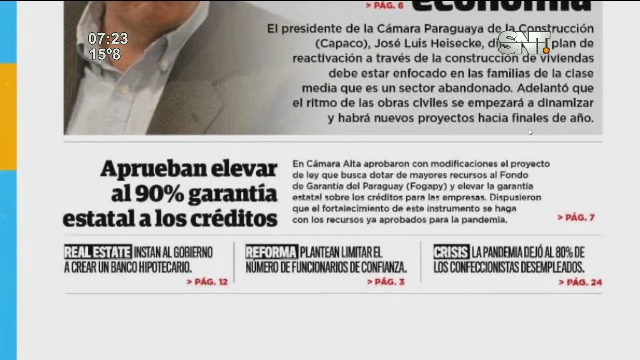 07:23
15°8
> PÁG. 6
economía
SNT.
El presidente de la Cámara Paraguaya de la Construcción
(Capaco), José Luis Heisecke, plan de
reactivación a través de la construcción de viviendas
debe estar enfocado en las familias de la clase
media que es un sector abandonado. Adelantó que
el ritmo de las obras civiles se empezará a dinamizar
y habrá nuevos proyectos hacia finales de año.
Aprueban elevar
al 90% garantía
estatal a los créditos
En Cámara Alta aprobaron con modificaciones el proyecto
de ley que busca dotar de mayores recursos al Fondo
de Garantía del Paraguay (Fogapy) y elevar la garantía
estatal sobre los créditos para las empresas. Dispusieron
que el fortalecimiento de este instrumento se haga
con los recursos ya aprobados para la pandemia.
> PÁG. 7
REAL ESTATE INSTAN AL GOBIERNO
A CREAR UN BANCO HIPOTECARIO.
> PÁG. 12
REFORMA PLANTEAN LIMITAR EL
NÚMERO DE FUNCIONARIOS DE CONFIANZA.
> PÁG. 3
CRISIS LA PANDEMIA DEJÓ AL 80% DE
LOS CONFECCIONISTAS DESEMPLEADOS.
> PÁG. 24